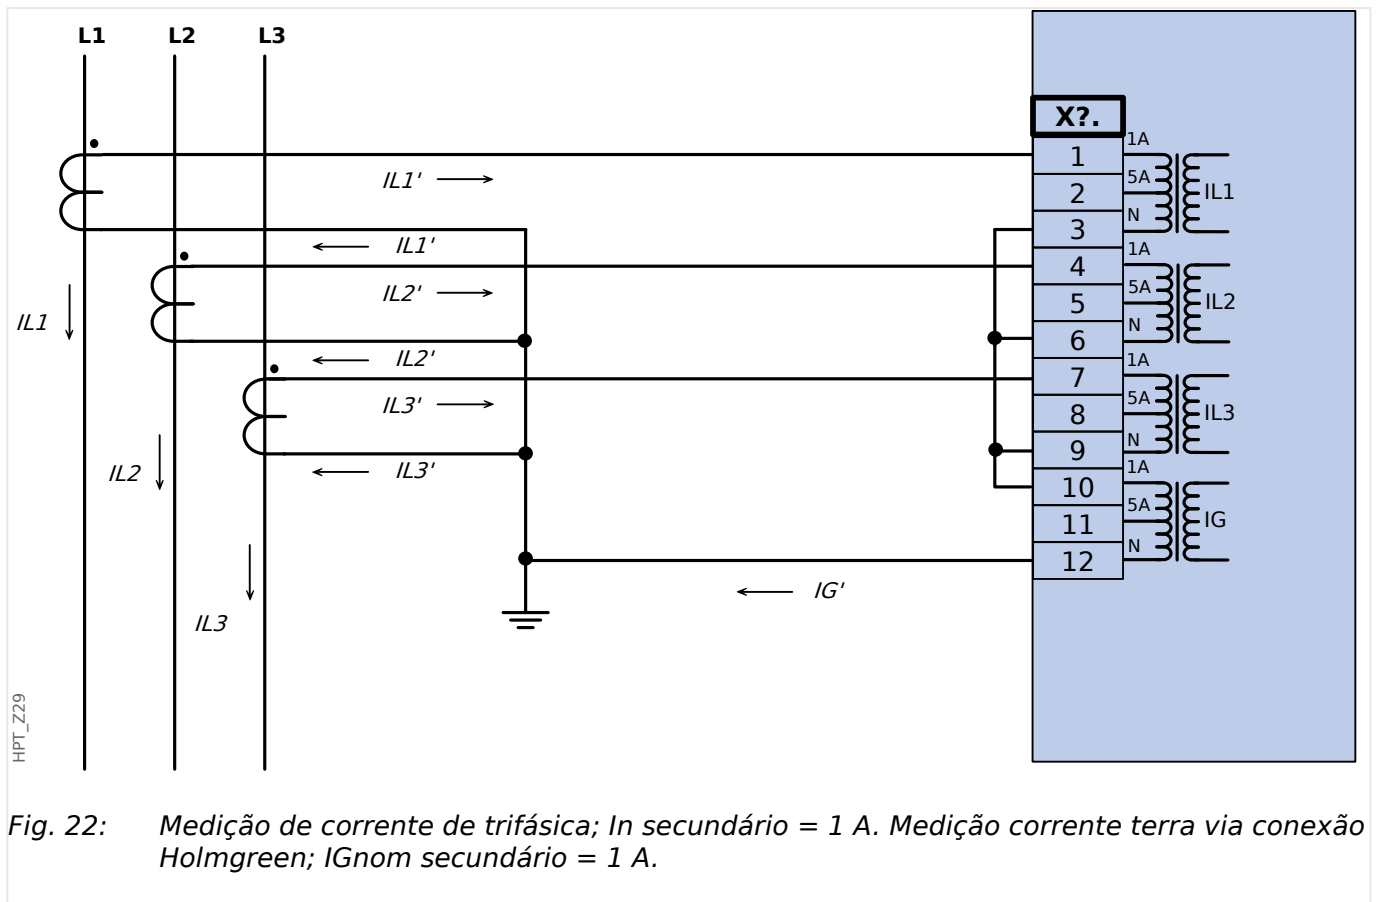 L1 L2 L3
X?.
1
2
3
4
5
6
7
8
9
10
11
12
1A
5A
N
IL1
1A
5A
N
IL2
1A
5A
N
IL3
1A
5A
N
IG
IL1'
IL1'
IL2'
IL2'
IL3'
IL3'
IG'
IL1
IL2
IL3
HPT_Z29
Fig. 22: Medição de corrente de trifásica; In secundário = 1 A. Medição corrente terra via conexão
Holmgreen; IGnom secundário = 1 A.